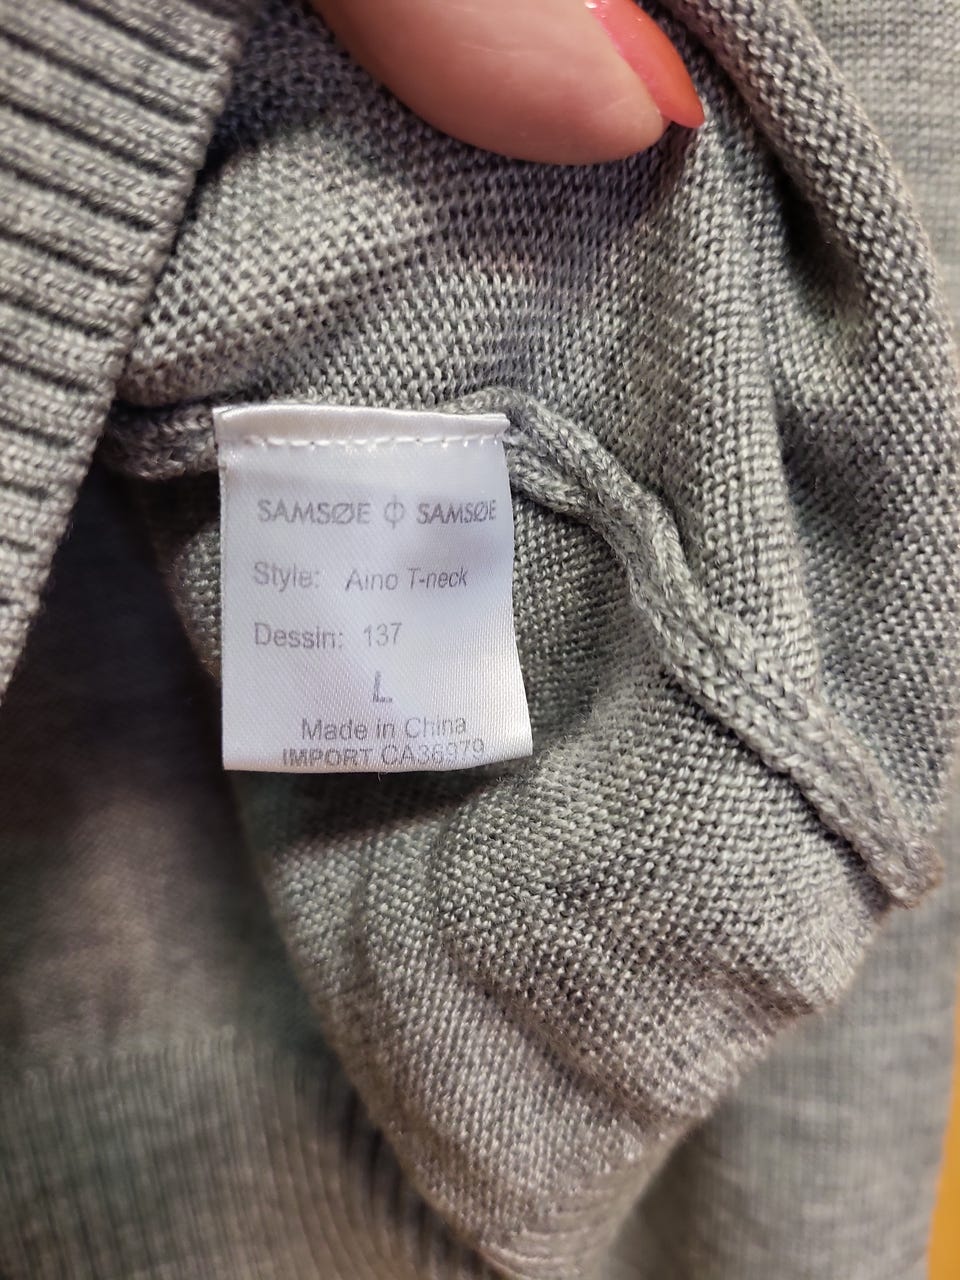 SAMSØE ϕ SAMSØE
Style: Aino T-neck
Dessin: 137
L
Made in China
IMPORT CA36979